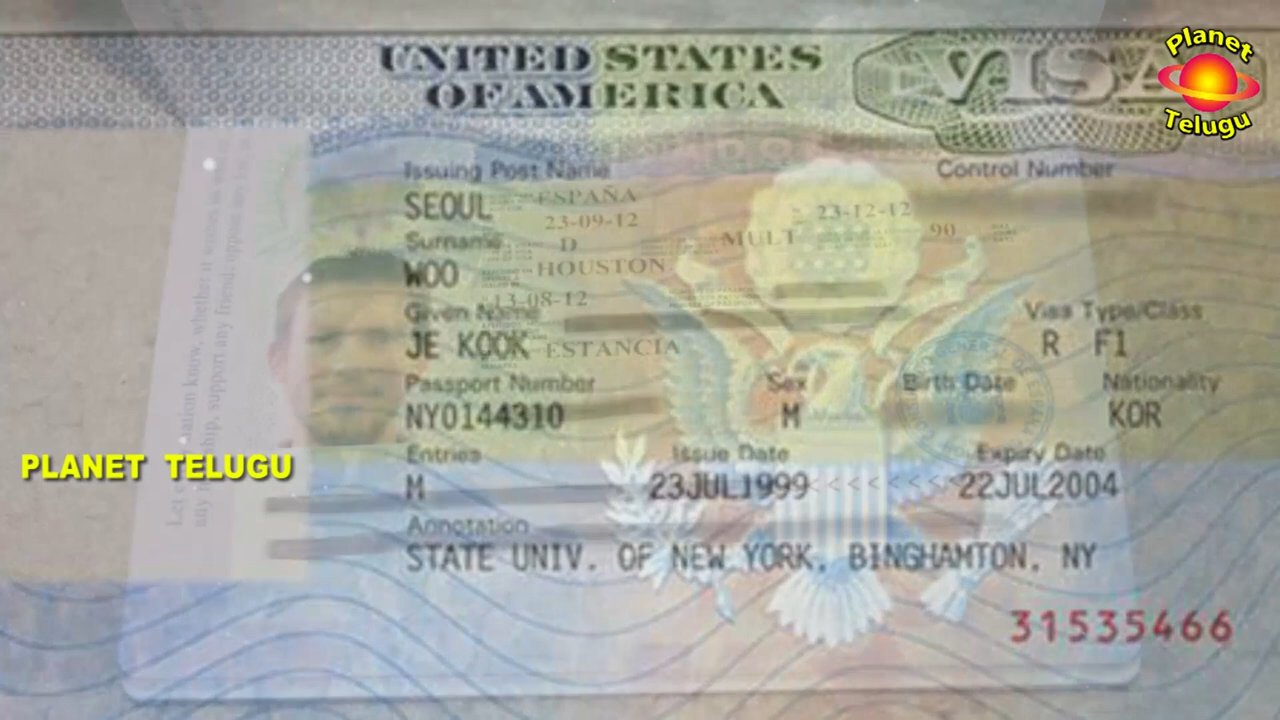 UNITED STATES
OF AMERICA
VISA
Planet
Telugu
Issuing Post Name
Control Number
SEOUL
ESPAÑA
23-09-12
23-12-12
Surname
D
MULT
90
WOO
HOUSTON
13-08-12
Given Name
Visa Type/Class
JE KOOK
ESTANCIA
R F1
Passport Number
Sex
Birth Date
Nationality
NY0144310
M
KOR
PLANET TELUGU
Entries
Issue Date
Expiry Date
M
23JUL1999
<<<<<<<
22JUL2004
Annotation
STATE UNIV. OF NEW YORK, BINGHAMTON, NY
31535466